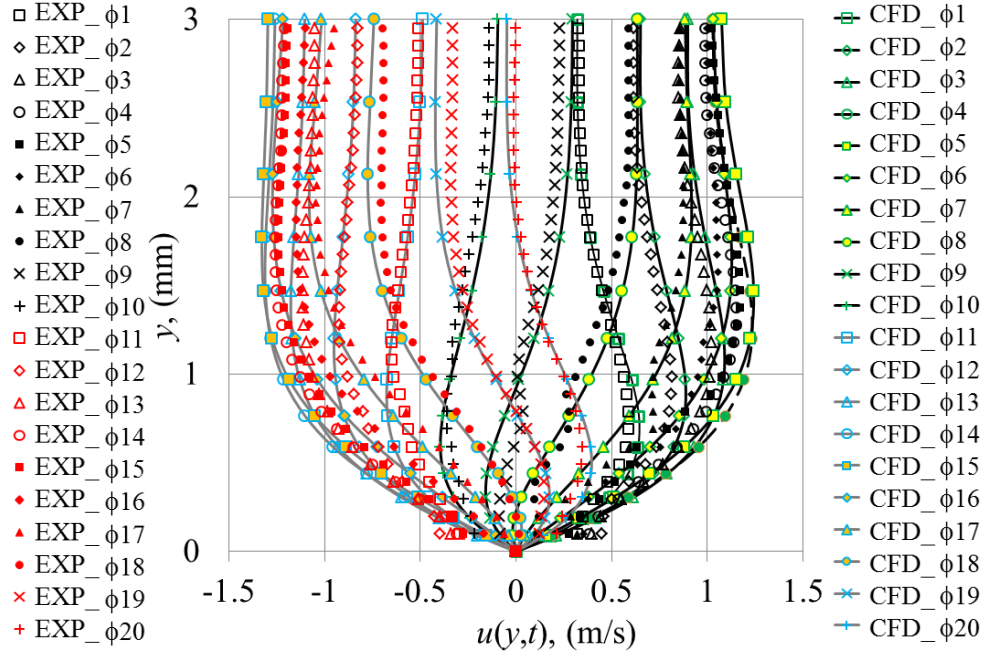 EXP_ ϕ1
EXP_ ϕ2
EXP_ ϕ3
EXP_ ϕ4
EXP_ ϕ5
EXP_ ϕ6
EXP_ ϕ7
EXP_ ϕ8
EXP_ ϕ9
EXP_ ϕ10
EXP_ ϕ11
EXP_ ϕ12
EXP_ ϕ13
EXP_ ϕ14
EXP_ ϕ15
EXP_ ϕ16
EXP_ ϕ17
EXP_ ϕ18
EXP_ ϕ19
EXP_ ϕ20
y, (mm)
3
2
1
0
-1.5 -1 -0.5 0 0.5 1 1.5
u(y,t), (m/s)
CFD_ ϕ1
CFD_ ϕ2
CFD_ ϕ3
CFD_ ϕ4
CFD_ ϕ5
CFD_ ϕ6
CFD_ ϕ7
CFD_ ϕ8
CFD_ ϕ9
CFD_ ϕ10
CFD_ ϕ11
CFD_ ϕ12
CFD_ ϕ13
CFD_ ϕ14
CFD_ ϕ15
CFD_ ϕ16
CFD_ ϕ17
CFD_ ϕ18
CFD_ ϕ19
CFD_ ϕ20